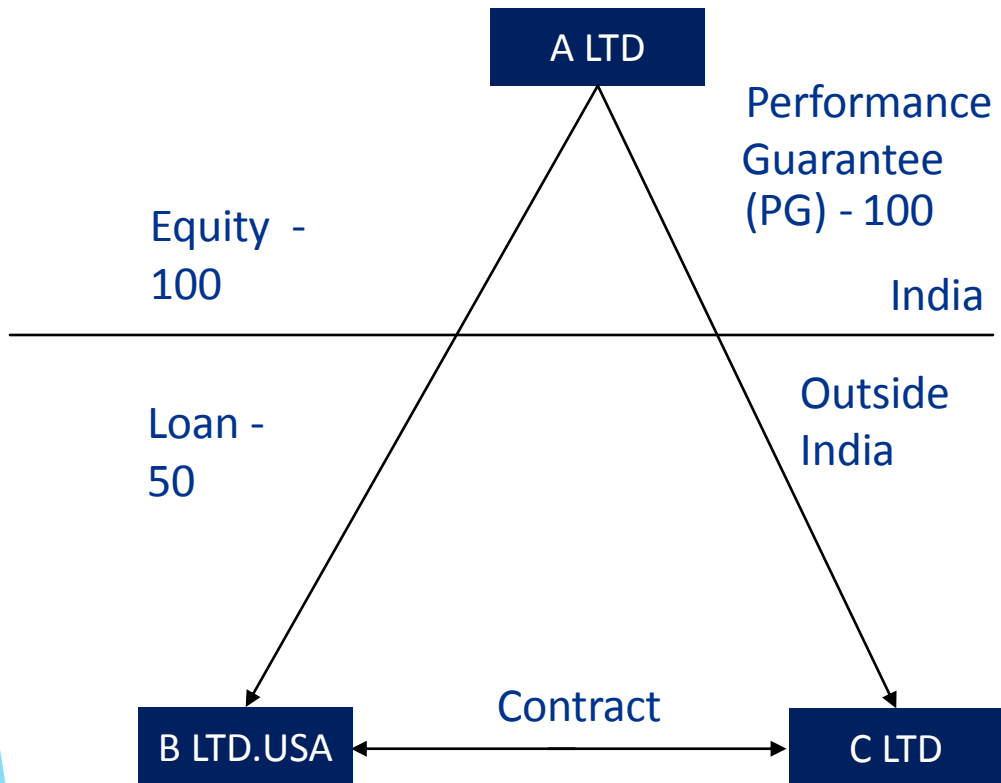 A LTD
Performance
Guarantee
(PG) - 100
Equity -
100
India
Loan -
50
Outside
India
Contract
B LTD.USA
C LTD